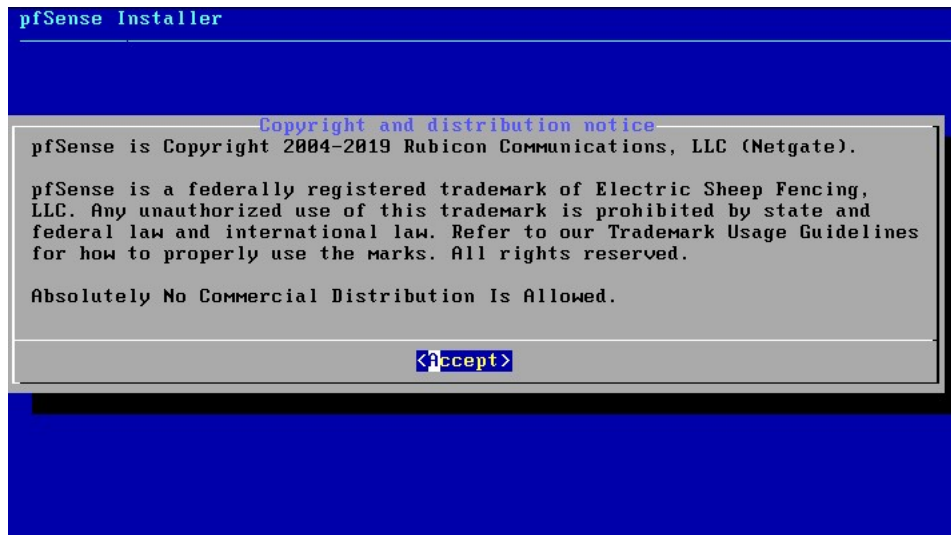 pfSense Installer
Copyright and distribution notice
pfSense is Copyright 2004-2019 Rubicon Communications, LLC (Netgate).
pfSense is a federally registered trademark of Electric Sheep Fencing,
LLC. Any unauthorized use of this trademark is prohibited by state and
federal law and international law. Refer to our Trademark Usage Guidelines
for how to properly use the marks. All rights reserved.
Absolutely No Commercial Distribution Is Allowed.
<Accept>